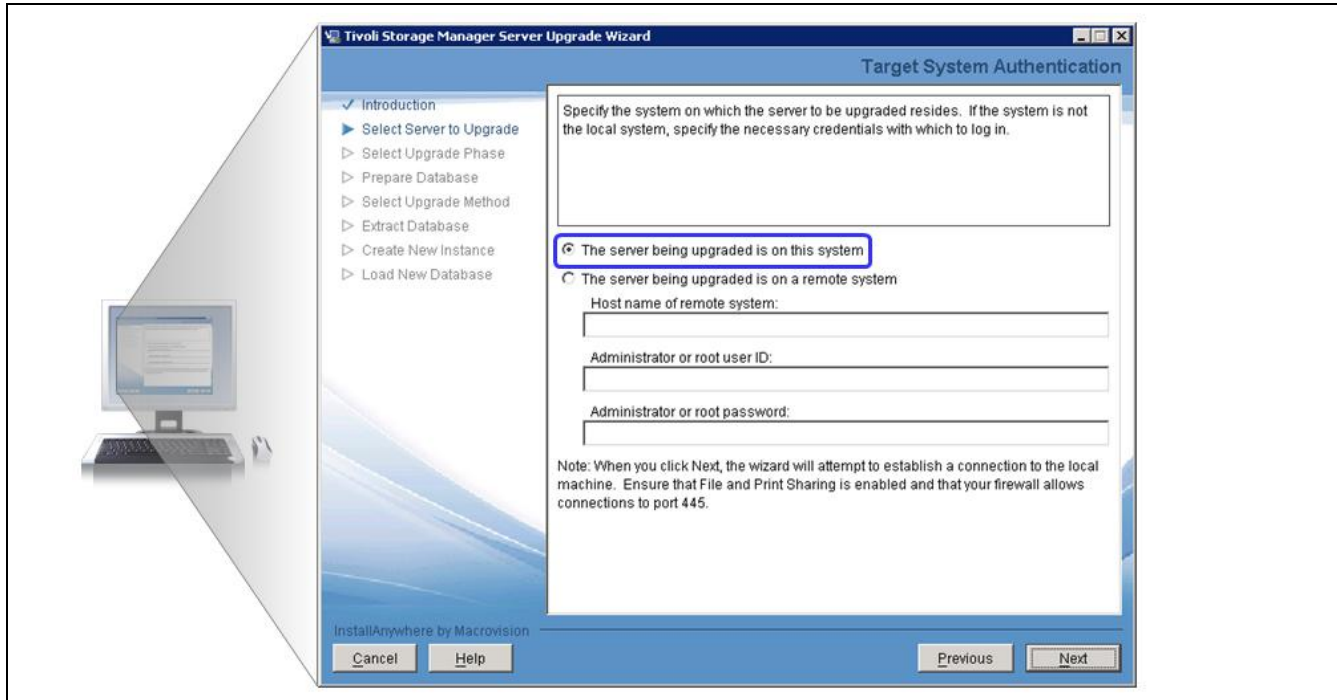 Tivoli Storage Manager Server Upgrade Wizard
Target System Authentication
Introduction
Select Server to Upgrade
Select Upgrade Phase
Prepare Database
Select Upgrade Method
Extract Database
Create New Instance
Load New Database
Specify the system on which the server to be upgraded resides. If the system is not
the local system, specify the necessary credentials with which to log in.
The server being upgraded is on this system
The server being upgraded is on a remote system
Host name of remote system:
Administrator or root user ID:
Administrator or root password:
Note: When you click Next, the wizard will attempt to establish a connection to the local
machine. Ensure that File and Print Sharing is enabled and that your firewall allows
connections to port 445.
InstallAnywhere by Macrovision
Cancel
Help
Previous
Next